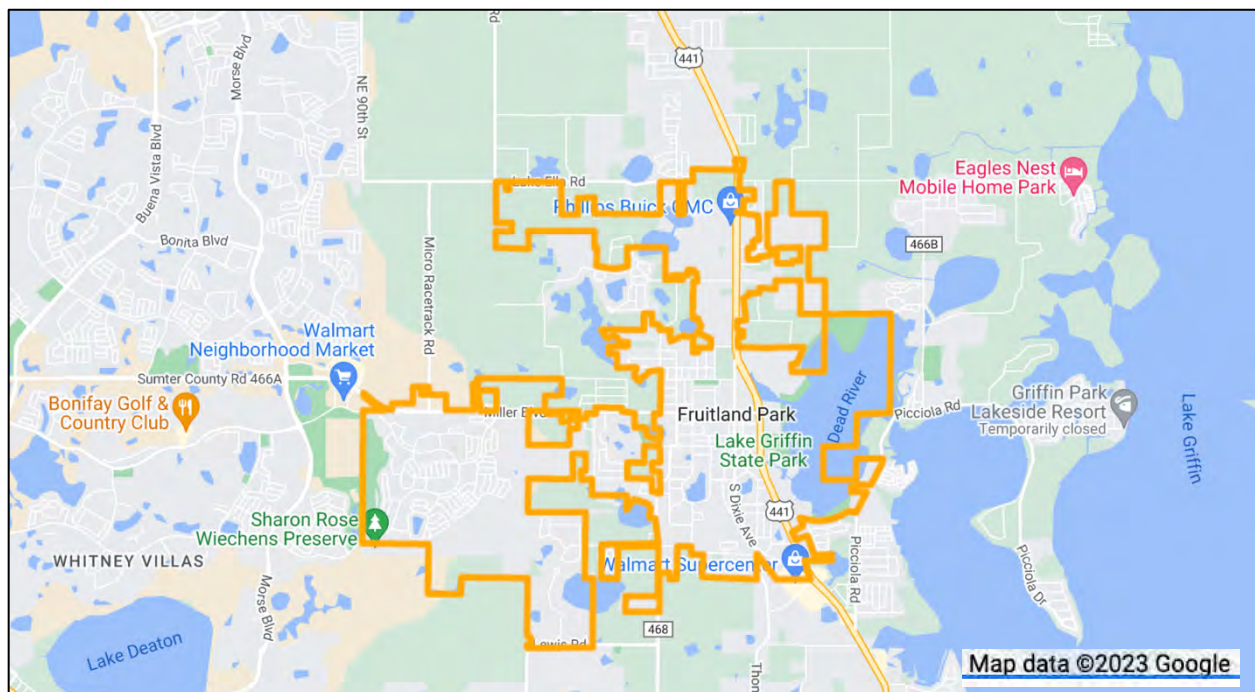 Rd
441
Morse Blvd
NE 90th St
Buena Vista Blvd
Eagles Nest
Mobile Home Park
Lake Ella Rd
Phillips Buick GMC
Bonita Blvd
466B
Micro Racetrack Rd
Walmart
Neighborhood Market
Sumter County Rd 466A
Bonifay Golf &
Country Club
Miller Blvd
Fruitland Park
Dead River
Picciola Rd
Griffin Park
Lakeside Resort
Temporarily closed
Lake Griffin
Lake Griffin
State Park
S Dixie Ave
441
Sharon Rose
Wiechens Preserve
WHITNEY VILLAS
Walmart Supercenter
Picciola Rd
Picciola Dr
Morse Blvd
Lake Deaton
468
Lewis Rd
Map data ©2023 Google